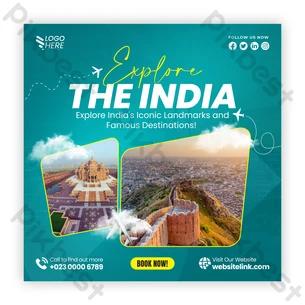 LOGO
HERE
FOLLOW US NOW
Explore
THE INDIA
Explore India's Iconic Landmarks and
Famous Destinations!
Call to find out more
+023 0000 6789
BOOK NOW!
Visit Our Website
websitelink.com
pikbest